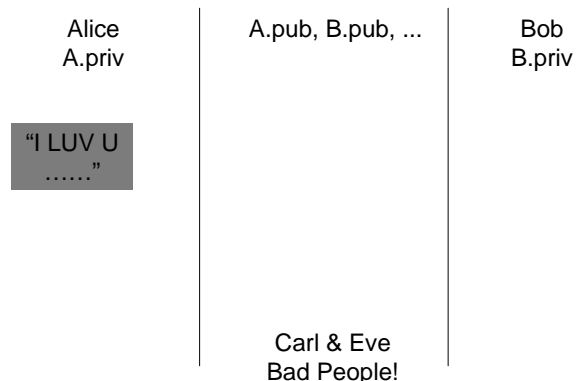 Alice
A.priv
A.pub, B.pub, ...
Bob
B.priv
“I LUV U
……”
Carl & Eve
Bad People!